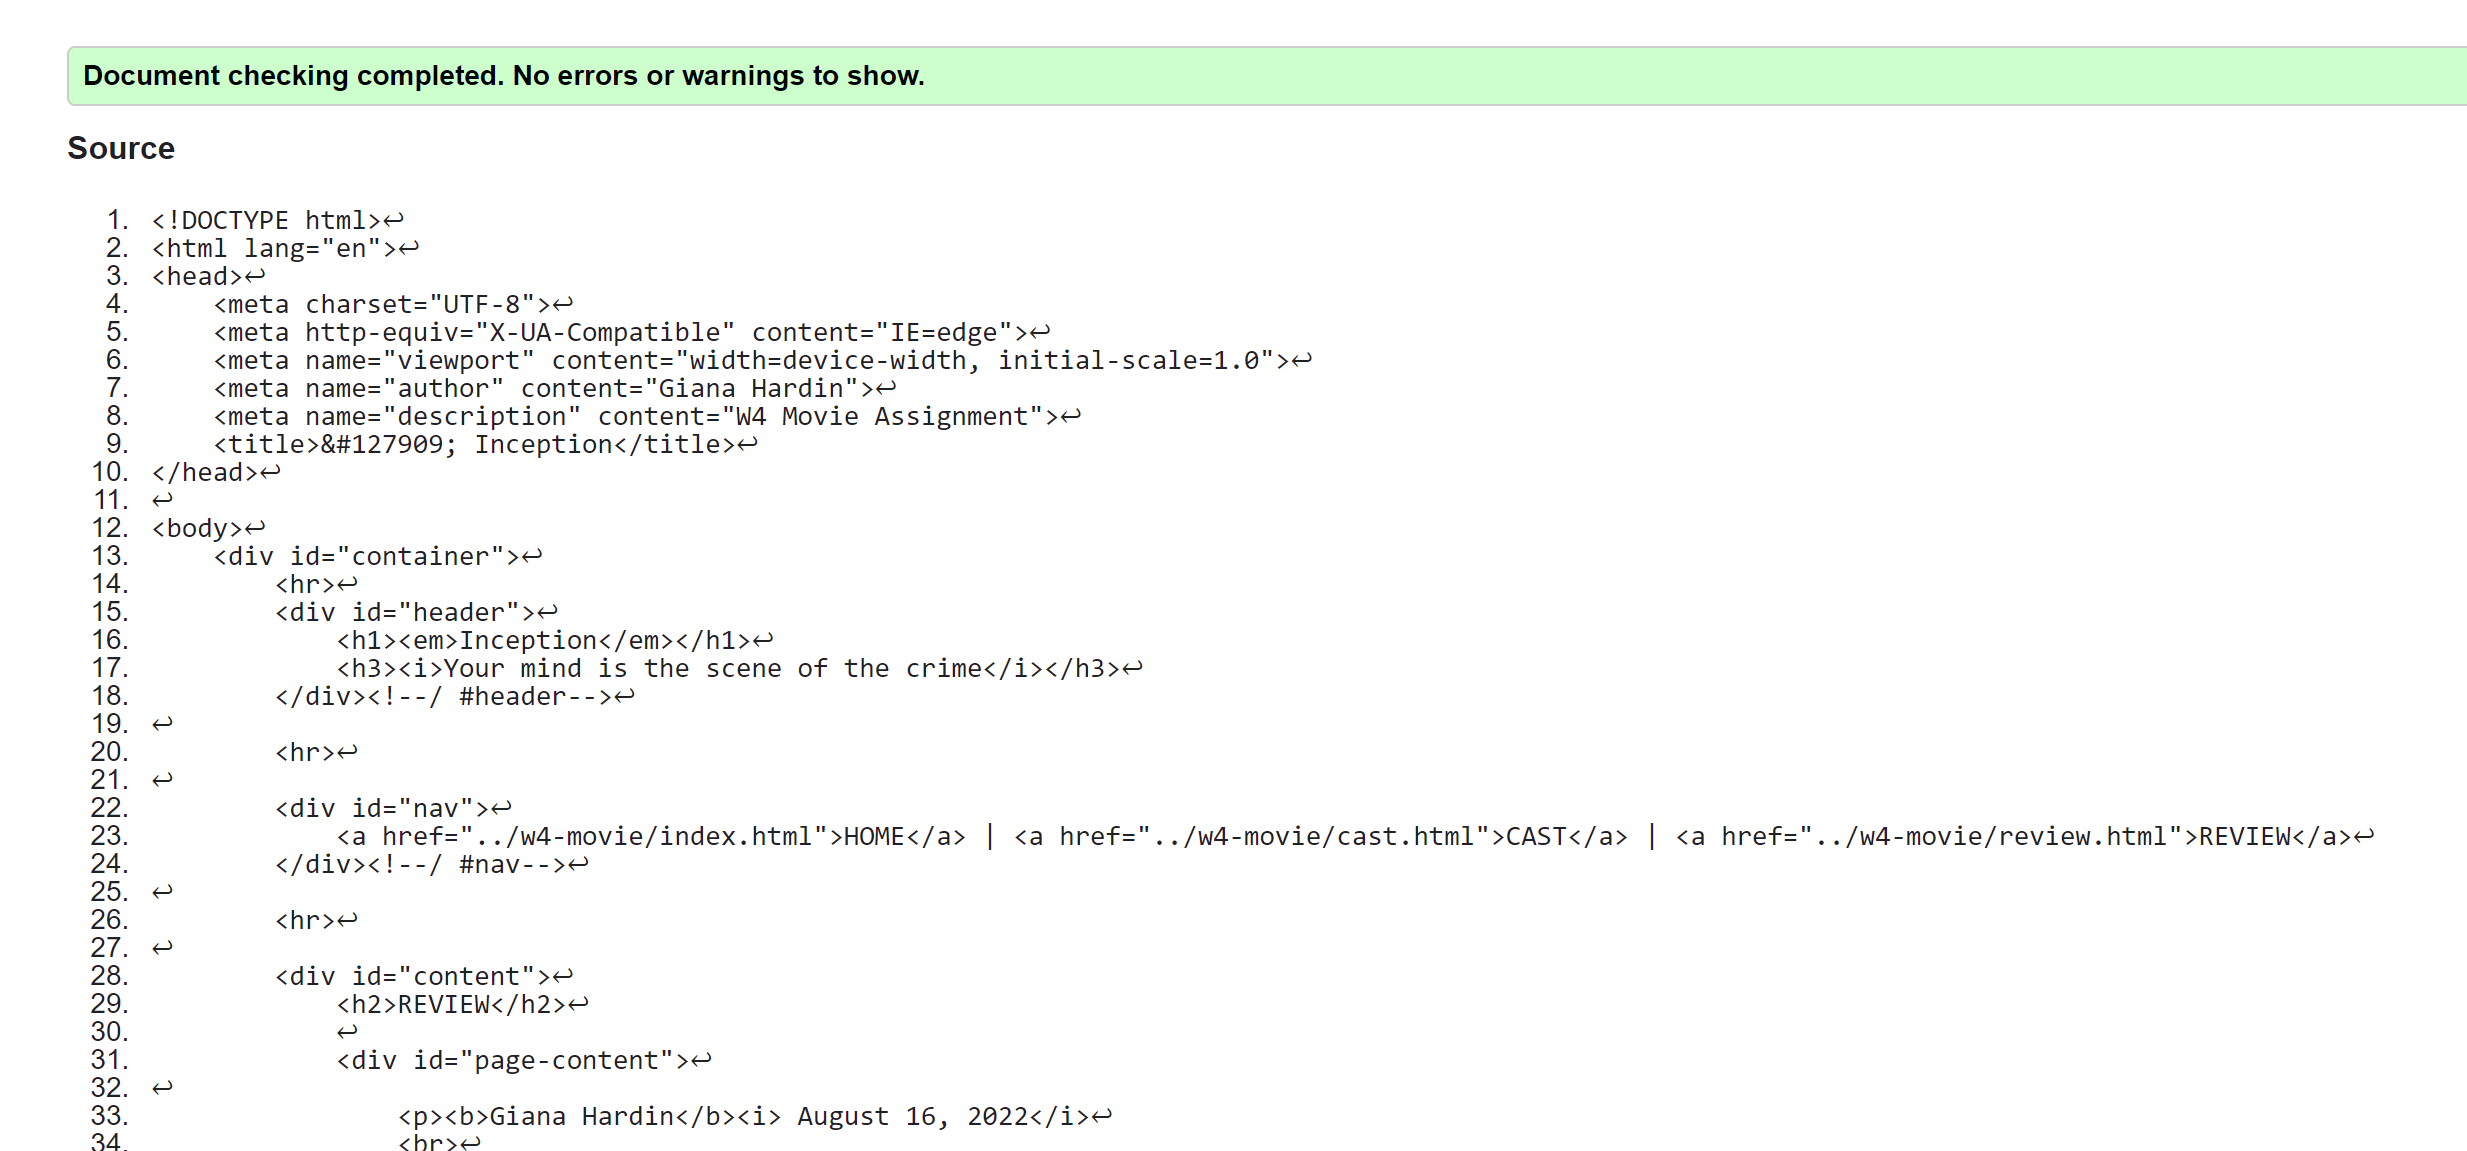 Document checking completed. No errors or warnings to show.
Source
1. <!DOCTYPE html>↩
2. <html lang="en">↩
3. <head>↩
4.     <meta charset="UTF-8">↩
5.     <meta http-equiv="X-UA-Compatible" content="IE=edge">↩
6.     <meta name="viewport" content="width=device-width, initial-scale=1.0">↩
7.     <meta name="author" content="Giana Hardin">↩
8.     <meta name="description" content="W4 Movie Assignment">↩
9.     <title>&#127909; Inception</title>↩
10. </head>↩
11. ↩
12. <body>↩
13.     <div id="container">↩
14.         <hr>↩
15.         <div id="header">↩
16.             <h1><em>Inception</em></h1>↩
17.             <h3><i>Your mind is the scene of the crime</i></h3>↩
18.         </div><!--/ #header-->↩
19. ↩
20.         <hr>↩
21. ↩
22.         <div id="nav">↩
23.             <a href="../w4-movie/index.html">HOME</a> | <a href="../w4-movie/cast.html">CAST</a> | <a href="../w4-movie/review.html">REVIEW</a>↩
24.         </div><!--/ #nav-->↩
25. ↩
26.         <hr>↩
27. ↩
28.         <div id="content">↩
29.             <h2>REVIEW</h2>↩
30.             ↩
31.             <div id="page-content">↩
32. ↩
33.                 <p><b>Giana Hardin</b><i> August 16, 2022</i>↩
34.                 <br>↩